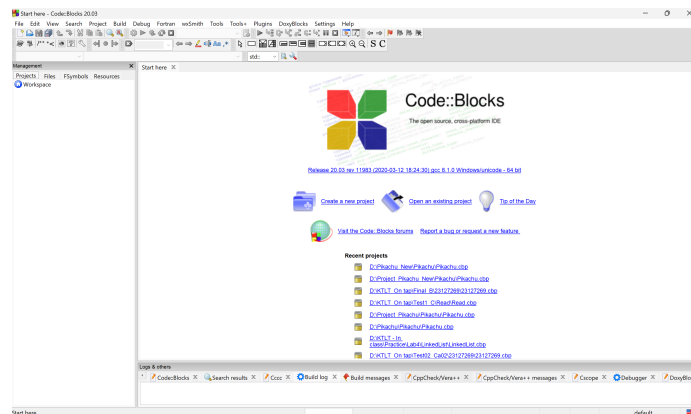 Start here - Code::Blocks 20.03
File Edit View Search Project Build Debug Fortran wxSmith Tools Tools+ Plugins DoxyBlocks Settings Help
std::
Management
Projects Files FSymbols Resources
Workspace
Start here
Code::Blocks
The open source, cross-platform IDE
Release 20.03 rev 11983 (2020-03-12 18:24:30) gcc 8.1.0 Windows/unicode - 64 bit
Create a new project Open an existing project Tip of the Day
Visit the Code::Blocks forums Report a bug or request a new feature
Recent projects
D:\Pikachu_New\Pikachu\Pikachu.cbp
D:\Project_Pikachu_New\Pikachu\Pikachu.cbp
D:\KTLT_On tap\Final_B\23127269\23127269.cbp
D:\KTLT_On tap\Test1_C\Read\Read.cbp
D:\Project_Pikachu\Pikachu\Pikachu.cbp
D:\Pikachu\Pikachu\Pikachu.cbp
D:\KTLT - In
class\Practice\Lab4\LinkedList\LinkedList.cbp
D:\KTLT_On tap\Test02_Ca02\23127269\23127269.cbp
Logs & others
Code::Blocks Search results Cccc Build log Build messages CppCheck/Vera++ CppCheck/Vera++ messages Cscope Debugger DoxyBlo
Start here default